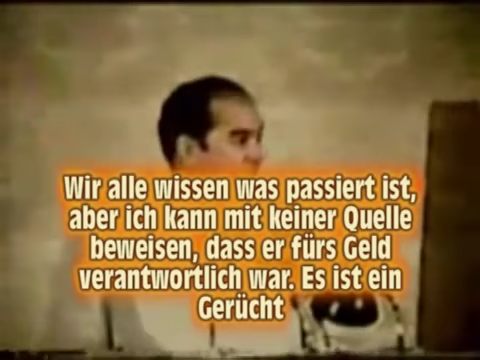 Wir alle wissen was passiert ist,
aber ich kann mit keiner Quelle
beweisen, dass er fürs Geld
verantwortlich war. Es ist ein
Gerücht